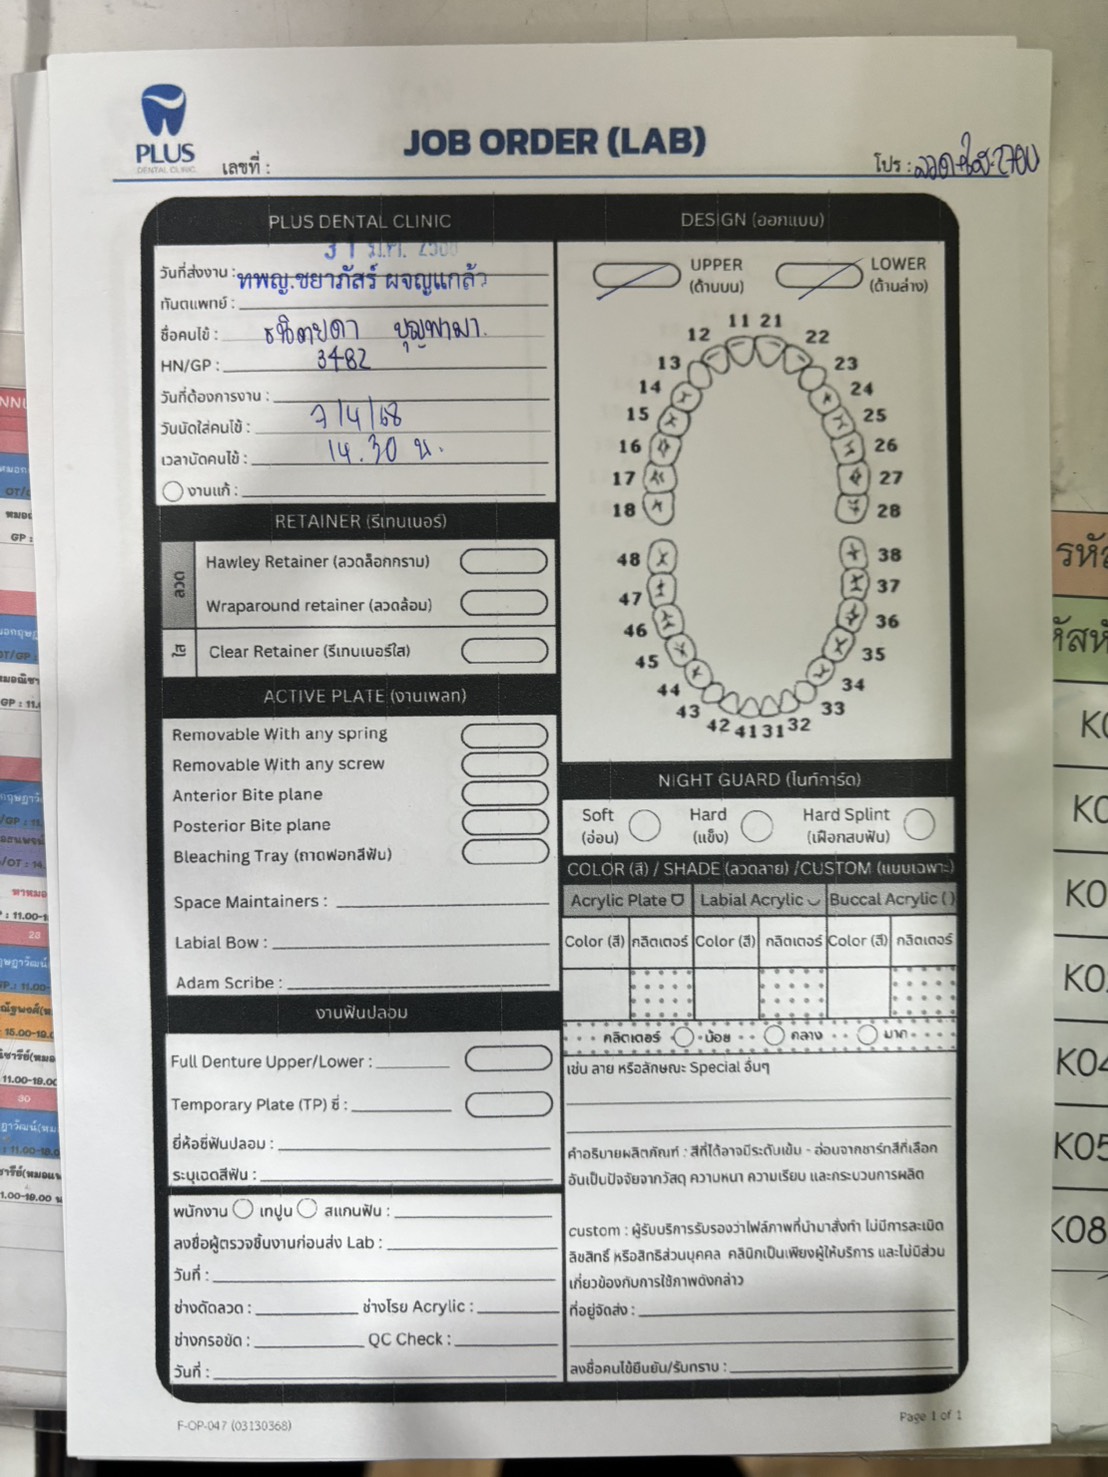 PLUS
DENTAL CLINIC
JOB ORDER (LAB)
เลขที่ :
โปร :
PLUS DENTAL CLINIC
วันที่ส่งงาน :
ทพญ.ชยาภัสร์ ผจญแกล้ว
ทันตแพทย์ :
ชื่อคนไข้ :
HN/GP : 3482
วันที่ต้องการงาน :
วันนัดใส่คนไข้ : 7/4/68
เวลานัดคนไข้ : 14.30 น.
งานแก้ :
RETAINER (รีเทนเนอร์)
ลวด
Hawley Retainer (ลวดล็อกกราม)
Wraparound retainer (ลวดล้อม)
ใส
Clear Retainer (รีเทนเนอร์ใส)
ACTIVE PLATE (งานเพลท)
Removable With any spring
Removable With any screw
Anterior Bite plane
Posterior Bite plane
Bleaching Tray (ถาดฟอกสีฟัน)
Space Maintainers :
Labial Bow :
Adam Scribe :
งานฟันปลอม
Full Denture Upper/Lower :
Temporary Plate (TP) ซี่ :
ยี่ห้อซี่ฟันปลอม :
ระบุเฉดสีฟัน :
พนักงาน เทปูน สแกนฟัน :
ลงชื่อผู้ตรวจชิ้นงานก่อนส่ง Lab :
วันที่ :
ช่างดัดลวด : ช่างโรย Acrylic :
ช่างกรอขัด : QC Check :
วันที่ :
DESIGN (ออกแบบ)
UPPER
(ด้านบน)
LOWER
(ด้านล่าง)
11 21
12 22
13 23
14 24
15 25
16 26
17 27
18 28
48 38
47 37
46 36
45 35
44 34
43 33
42 41 31 32
NIGHT GUARD (ไนท์การ์ด)
Soft
(อ่อน)
Hard
(แข็ง)
Hard Splint
(เฝือกสบฟัน)
COLOR (สี) / SHADE (ลวดลาย) /CUSTOM (แบบเฉพาะ)
Acrylic Plate Labial Acrylic Buccal Acrylic ( )
Color (สี) กลิตเตอร์ Color (สี) กลิตเตอร์ Color (สี) กลิตเตอร์
กลิตเตอร์ น้อย กลาง มาก
เช่น ลาย หรือลักษณะ Special อื่นๆ
คำอธิบายผลิตภัณฑ์ : สีที่ได้อาจมีระดับเข้ม - อ่อนจากชาร์ทสีที่เลือก
อันเป็นปัจจัยจากวัสดุ ความหนา ความเรียบ และกระบวนการผลิต
custom : ผู้รับบริการรับรองว่าไฟล์ภาพที่นำมาสั่งทำ ไม่มีการละเมิด
ลิขสิทธิ์ หรือสิทธิส่วนบุคคล คลินิกเป็นเพียงผู้ให้บริการ และไม่มีส่วน
เกี่ยวข้องกับการใช้ภาพดังกล่าว
ที่อยู่จัดส่ง :
ลงชื่อคนไข้ยืนยัน/รับทราบ :
F-OP-047 (03130368)
Page 1 of 1
K05
K08